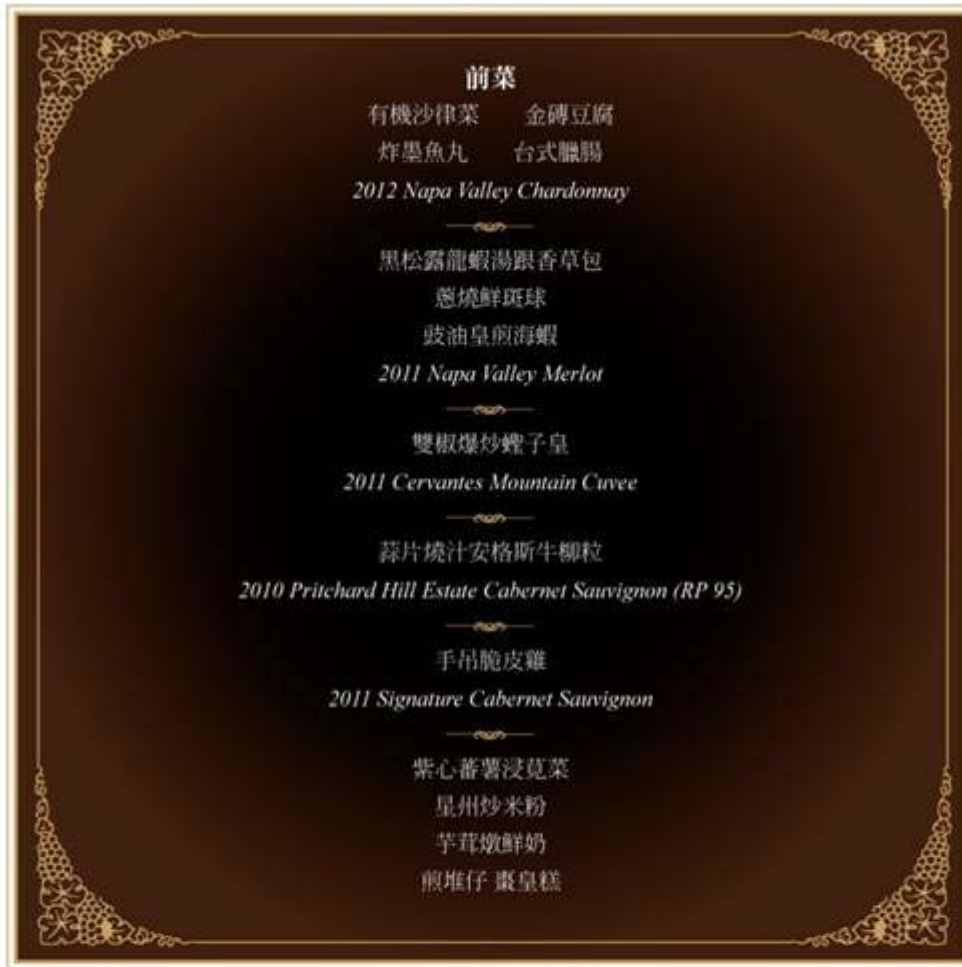 前菜
有機沙律菜 金磚豆腐
炸墨魚丸 台式臘腸
2012 Napa Valley Chardonnay
黑松露龍蝦湯跟香草包
蔥燒鮮斑球
豉油皇煎海蝦
2011 Napa Valley Merlot
雙椒爆炒蟶子皇
2011 Cervantes Mountain Cuvee
蒜片燒汁安格斯牛柳粒
2010 Pritchard Hill Estate Cabernet Sauvignon (RP 95)
手吊脆皮雞
2011 Signature Cabernet Sauvignon
紫心蕃薯浸莧菜
星州炒米粉
芋茸燉鮮奶
煎堆仔 棗皇糕